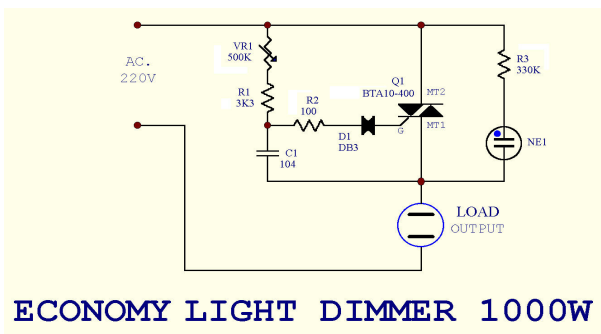 AC.
220V
VR1
500K
R1
3K3
R2
100
D1
DB3
C1
104
Q1
BTA10-400
MT2
MT1
G
R3
330K
NE1
LOAD
OUTPUT
ECONOMY LIGHT DIMMER 1000W